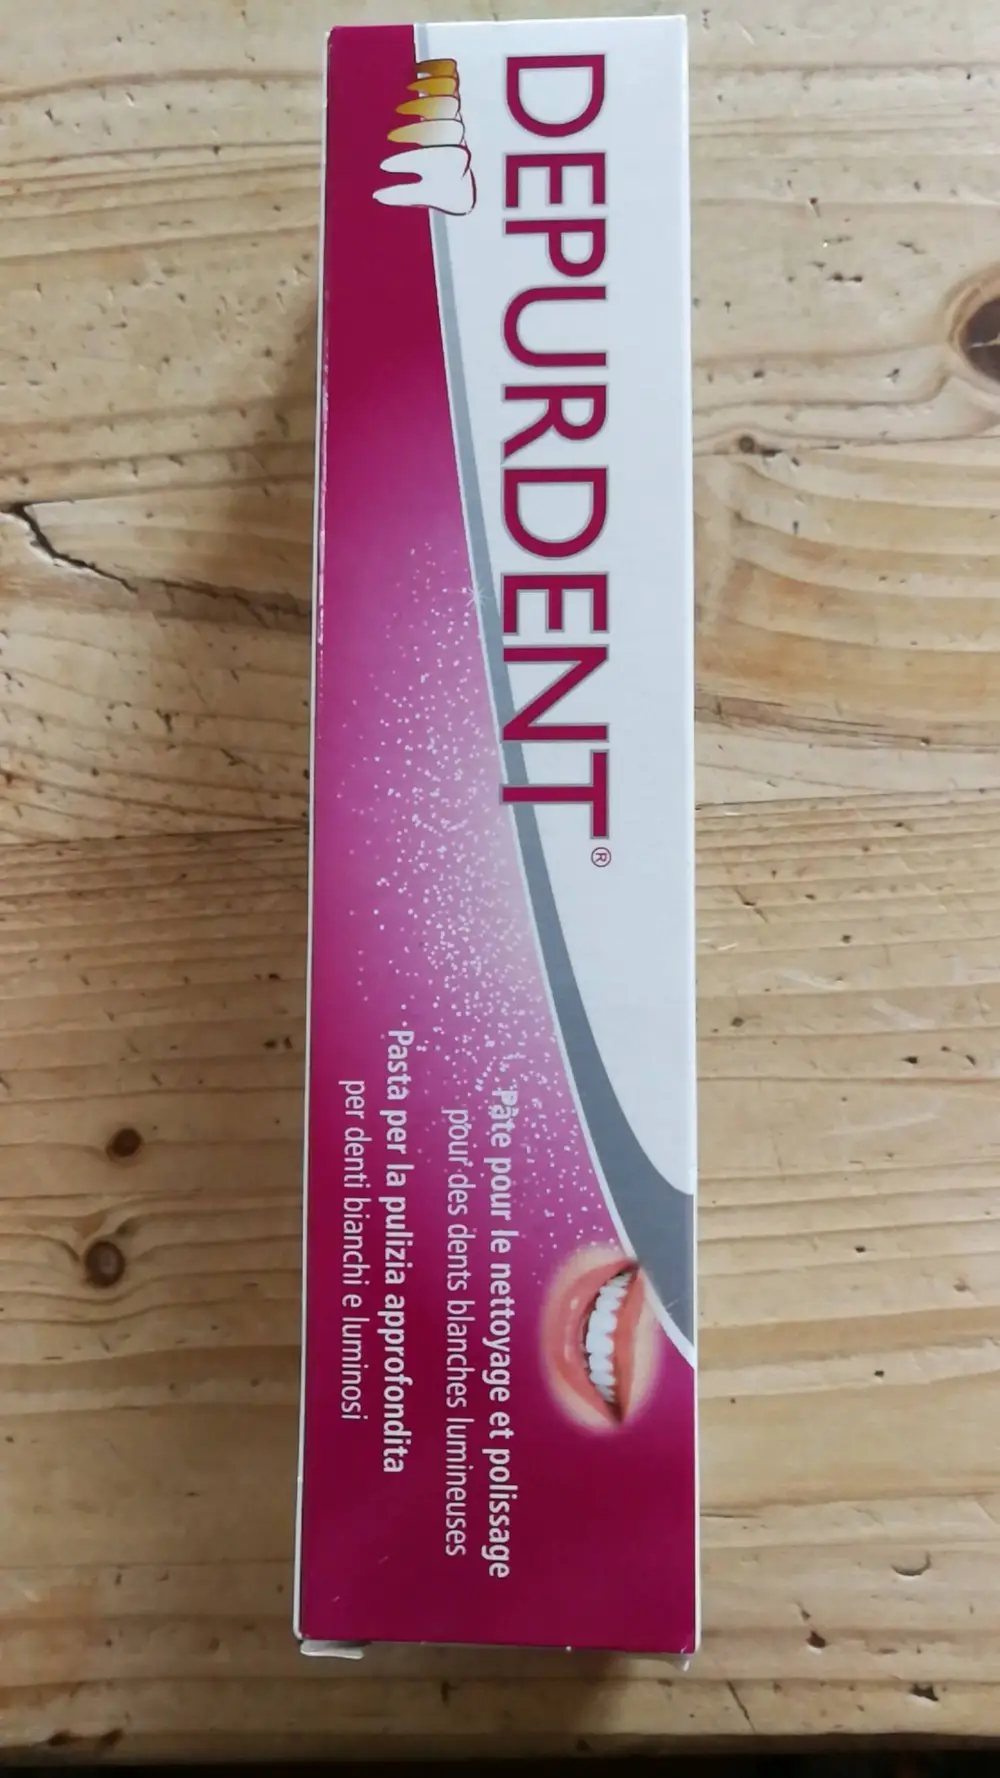 DEPURDENT®
Pâte pour le nettoyage et polissage
pour des dents blanches lumineuses
Pasta per la pulizia approfondita
per denti bianchi e luminosi